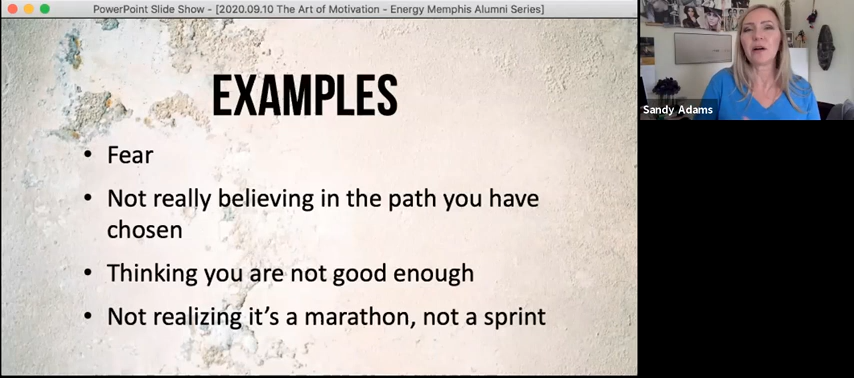 PowerPoint Slide Show - [2020.09.10 The Art of Motivation - Energy Memphis Alumni Series]
EXAMPLES
• Fear
• Not really believing in the path you have
chosen
• Thinking you are not good enough
• Not realizing it’s a marathon, not a sprint
Sandy Adams